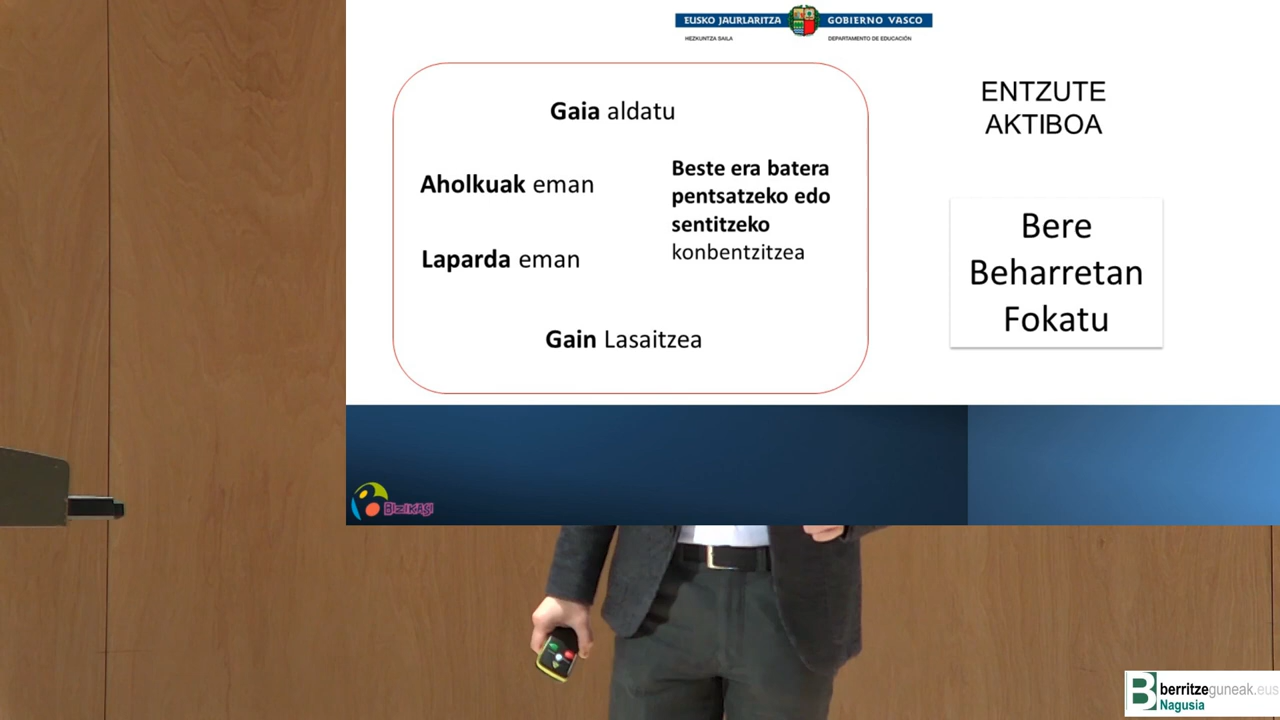 EUSKO JAURLARITZA
GOBIERNO VASCO
HEZKUNTZA SAILA
DEPARTAMENTO DE EDUCACIÓN
Gaia aldatu
Aholkuak eman
Laparda eman
Beste era batera
pentsatzeko edo
sentitzeko
konbentzitzea
Gain Lasaitzea
ENTZUTE
AKTIBOA
Bere
Beharretan
Fokatu
BIZIKASI
berritzeguneak.eus
Nagusia